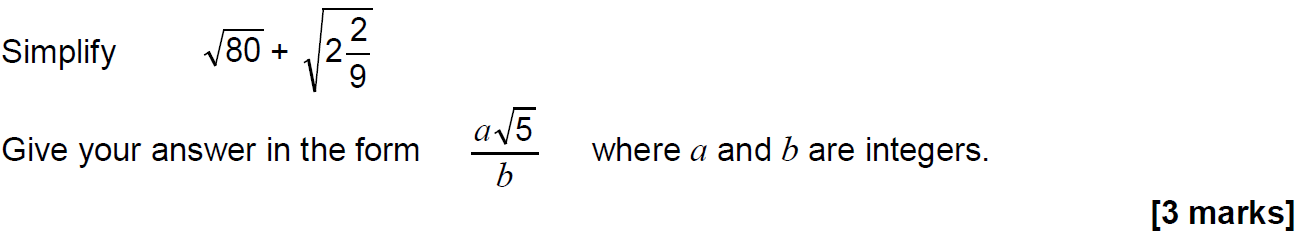 Simplify √80 + √(2 2/9)
Give your answer in the form a√5/b where a and b are integers.
[3 marks]